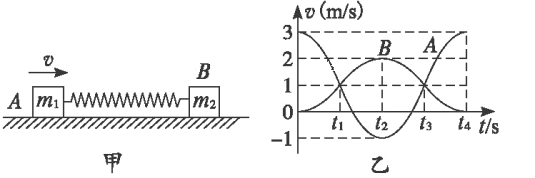 v
A
m₁
B
m₂
甲
v(m/s)
3
2
1
0
-1
B
A
t₁
t₂
t₃
t₄
t/s
乙